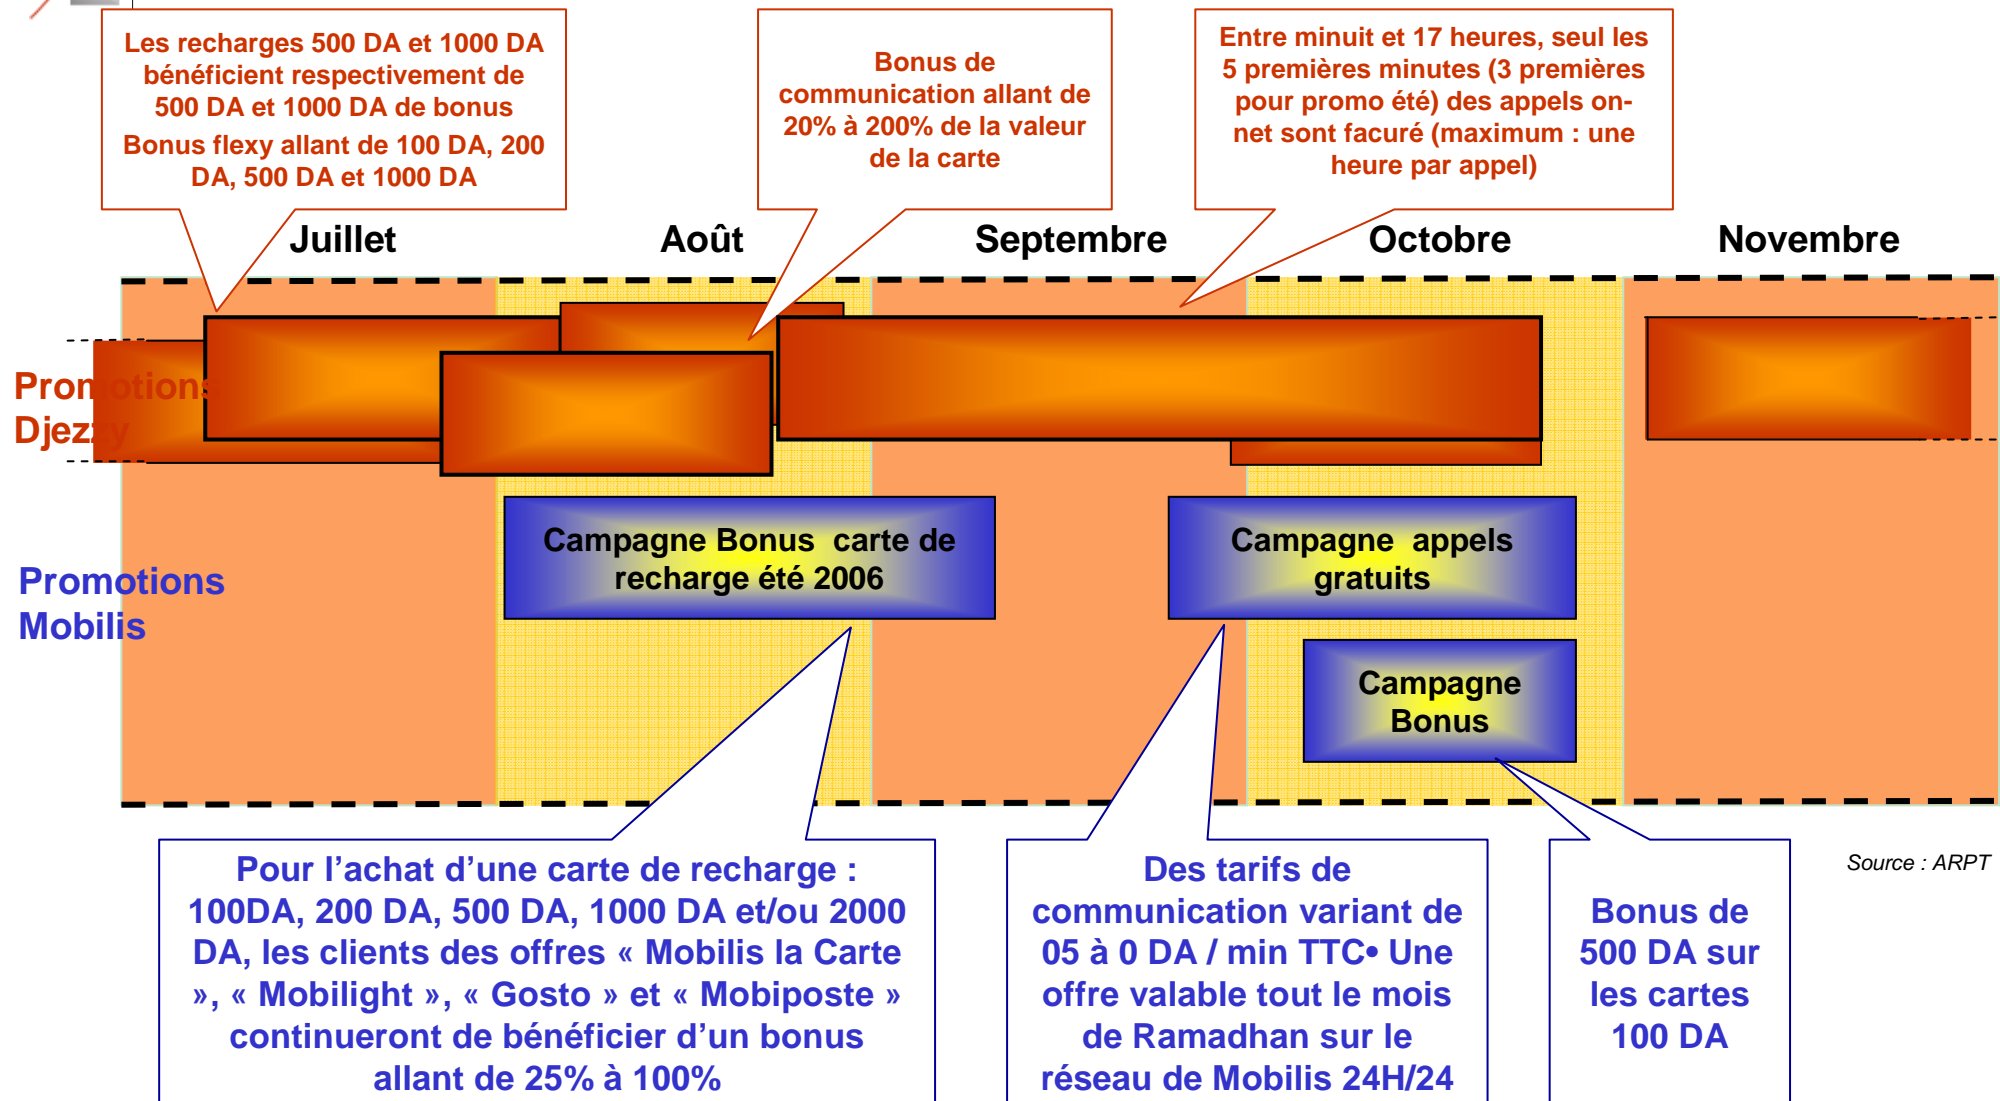 Les recharges 500 DA et 1000 DA
bénéficient respectivement de
500 DA et 1000 DA de bonus
Bonus flexy allant de 100 DA, 200
DA, 500 DA et 1000 DA
Bonus de
communication allant de
20% à 200% de la valeur
de la carte
Entre minuit et 17 heures, seul les
5 premières minutes (3 premières
pour promo été) des appels on-
net sont facuré (maximum : une
heure par appel)
Juillet
Août
Septembre
Octobre
Novembre
Promotions
Djezzy
Campagne Bonus carte de
recharge été 2006
Campagne appels
gratuits
Promotions
Mobilis
Campagne
Bonus
Pour l’achat d’une carte de recharge :
100DA, 200 DA, 500 DA, 1000 DA et/ou 2000
DA, les clients des offres « Mobilis la Carte
», « Mobilight », « Gosto » et « Mobiposte »
continueront de bénéficier d’un bonus
allant de 25% à 100%
Des tarifs de
communication variant de
05 à 0 DA / min TTC• Une
offre valable tout le mois
de Ramadhan sur le
réseau de Mobilis 24H/24
Bonus de
500 DA sur
les cartes
100 DA
Source : ARPT